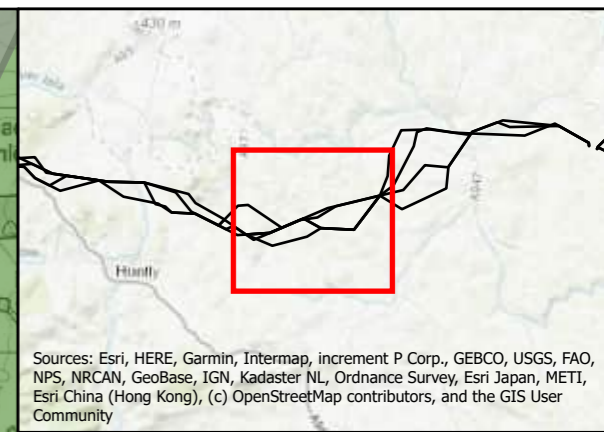 430 m
A947
Huntly
Sources: Esri, HERE, Garmin, Intermap, increment P Corp., GEBCO, USGS, FAO,
NPS, NRCAN, GeoBase, IGN, Kadaster NL, Ordnance Survey, Esri Japan, METI,
Esri China (Hong Kong), (c) OpenStreetMap contributors, and the GIS User
Community